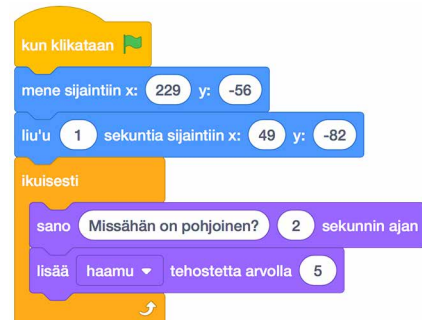 kun klikataan
mene sijaintiin x: 229 y: -56
liu'u 1 sekuntia sijaintiin x: 49 y: -82
ikuisesti
sano Missähän on pohjoinen? 2 sekunnin ajan
lisää haamu tehostetta arvolla 5